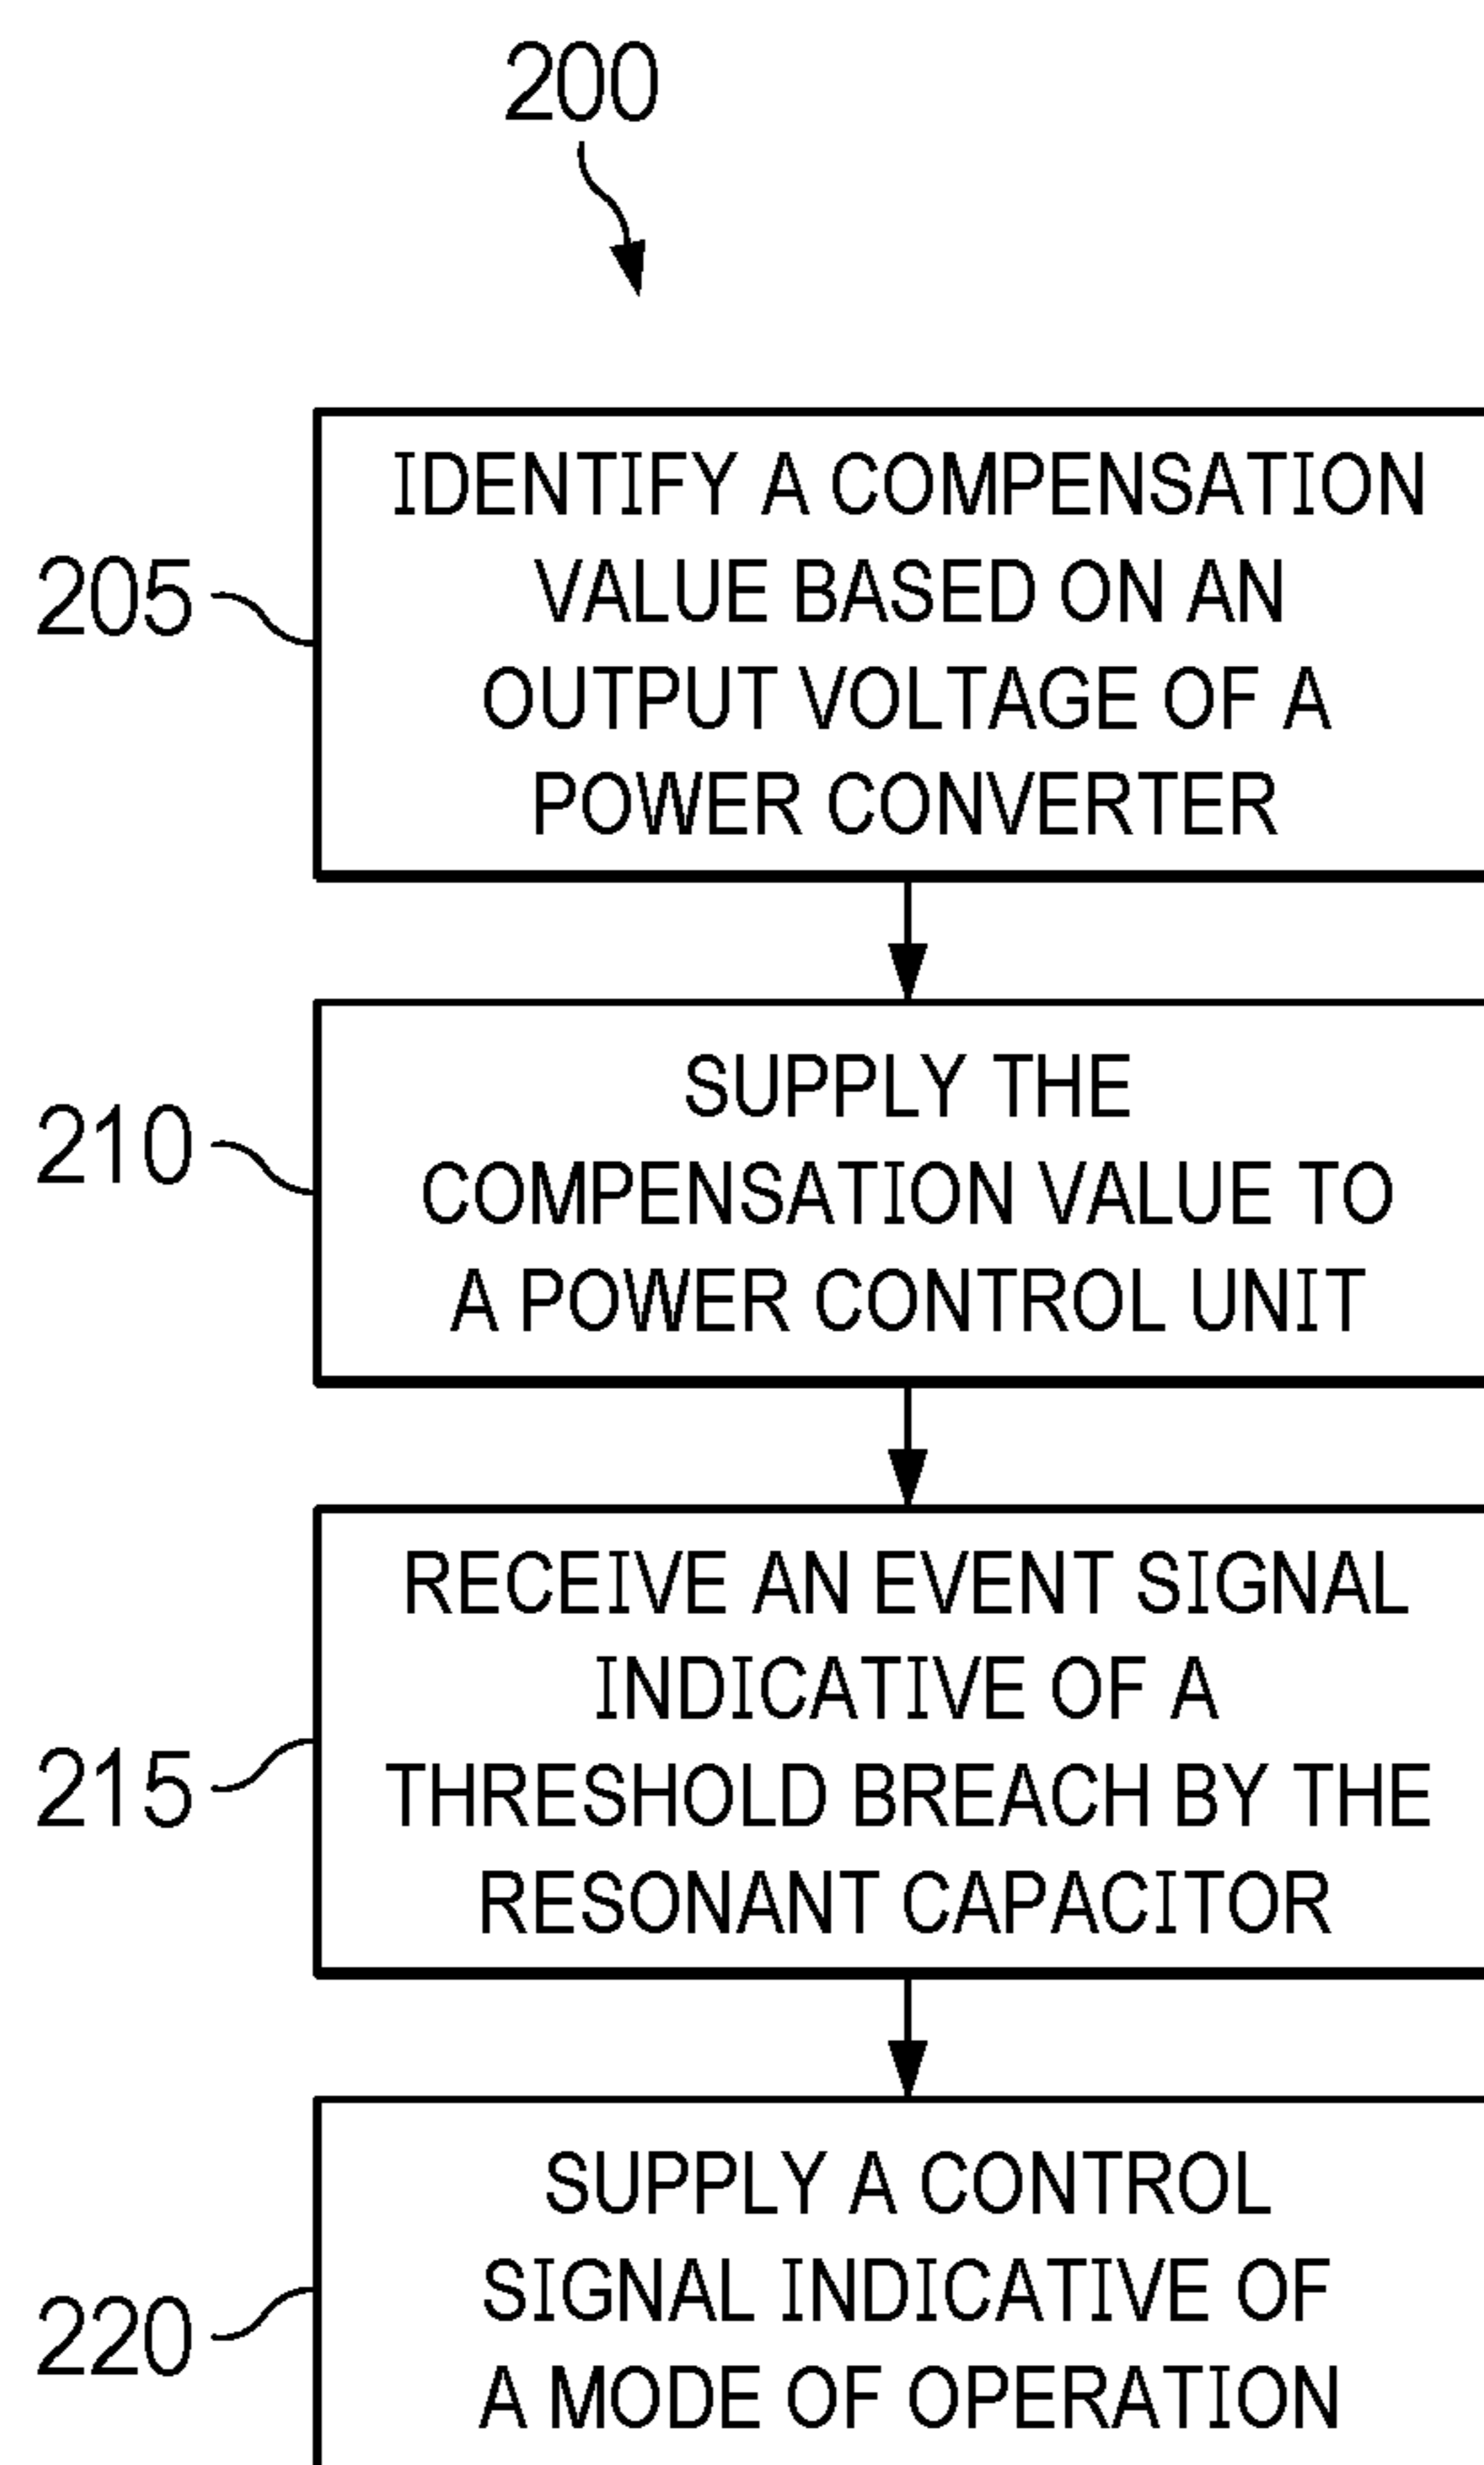 200
205
IDENTIFY A COMPENSATION
VALUE BASED ON AN
OUTPUT VOLTAGE OF A
POWER CONVERTER
210
SUPPLY THE
COMPENSATION VALUE TO
A POWER CONTROL UNIT
215
RECEIVE AN EVENT SIGNAL
INDICATIVE OF A
THRESHOLD BREACH BY THE
RESONANT CAPACITOR
220
SUPPLY A CONTROL
SIGNAL INDICATIVE OF
A MODE OF OPERATION